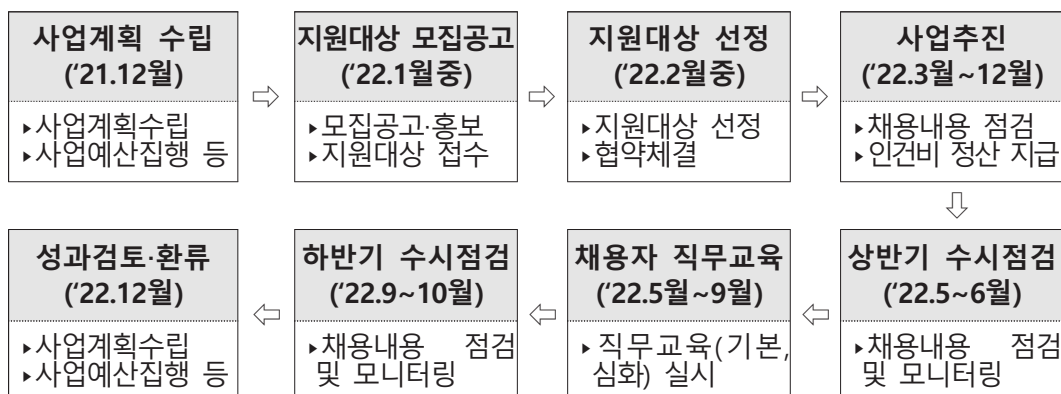 사업계획 수립
(‘21.12월)
▸사업계획수립
▸사업예산집행 등
지원대상 모집공고
(‘22.1월중)
▸모집공고·홍보
▸지원대상 접수
지원대상 선정
(‘22.2월중)
▸지원대상 선정
▸협약체결
사업추진
(‘22.3월~12월)
▸채용내용 점검
▸인건비 정산 지급
상반기 수시점검
(‘22.5~6월)
▸채용내용 점검
및 모니터링
채용자 직무교육
(‘22.5월~9월)
▸직무교육(기본,
심화) 실시
하반기 수시점검
(‘22.9~10월)
▸채용내용 점검
및 모니터링
성과검토·환류
(‘22.12월)
▸사업계획수립
▸사업예산집행 등